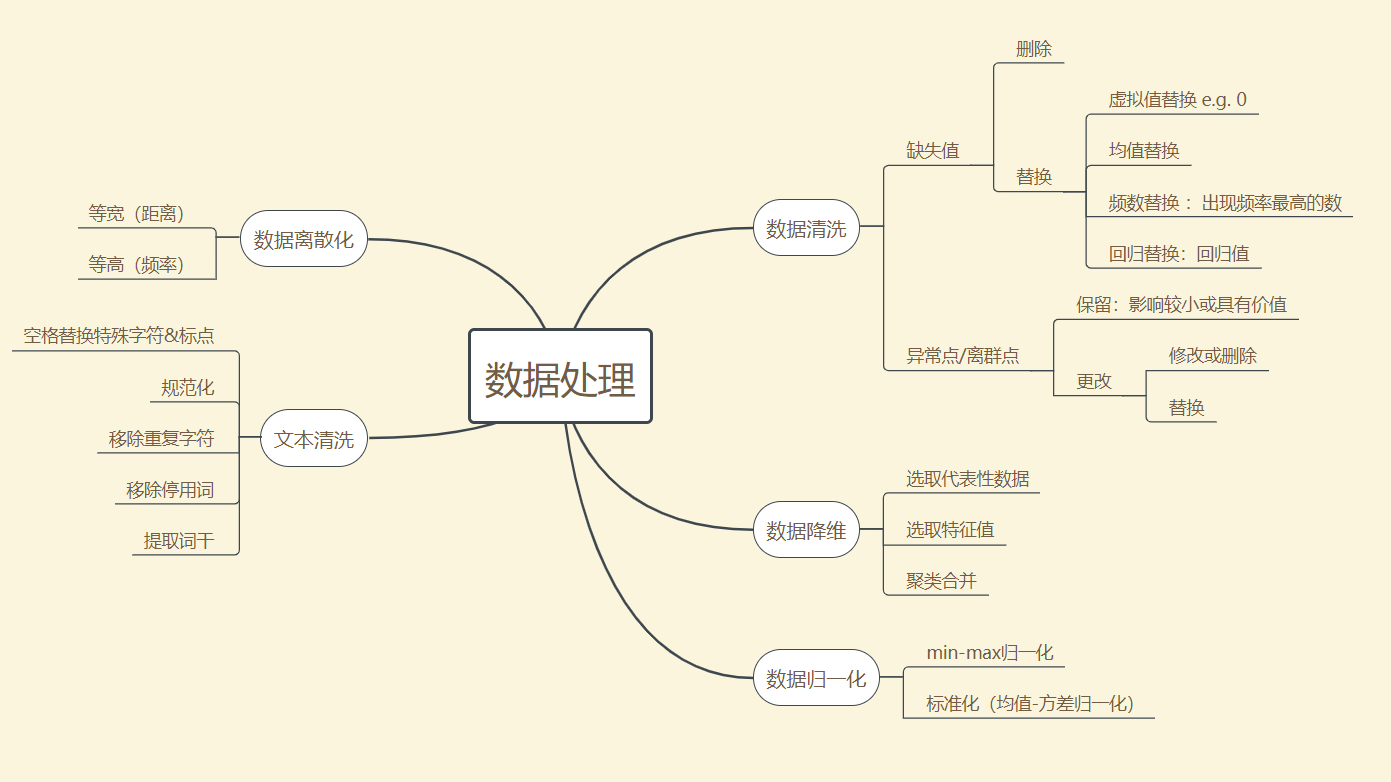 数据处理
数据清洗
缺失值
删除
替换
虚拟值替换 e.g. 0
均值替换
频数替换 ：出现频率最高的数
回归替换：回归值
异常点/离群点
保留：影响较小或具有价值
更改
修改或删除
替换
数据降维
选取代表性数据
选取特征值
聚类合并
数据归一化
min-max归一化
标准化（均值-方差归一化）
数据离散化
等宽（距离）
等高（频率）
文本清洗
空格替换特殊字符&标点
规范化
移除重复字符
移除停用词
提取词干